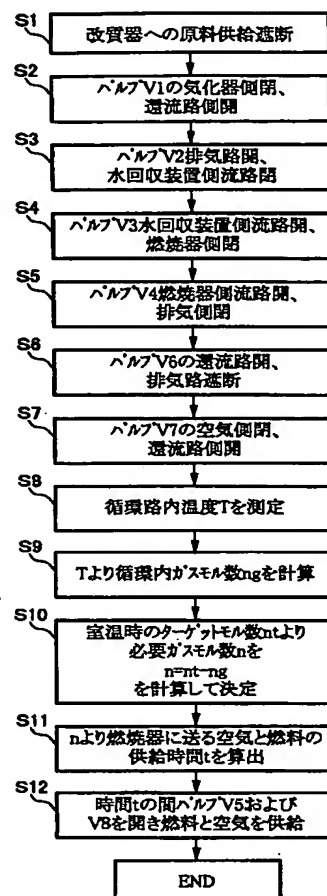 S1
改質器への原料供給遮断
S2
バルブV1の気化器側閉、
還流路側開
S3
バルブV2排気路開、
水回収装置側流路閉
S4
バルブV3水回収装置側流路開、
燃焼器側閉
S5
バルブV4燃焼器側流路開、
排気側閉
S6
バルブV6の還流路開、
排気路遮断
S7
バルブV7の空気側閉、
還流路側開
S8
循環路内温度Tを測定
S9
Tより循環内ガスモル数ngを計算
S10
室温時のターゲットモル数ntより
必要ガスモル数nを
n=nt-ng
を計算して決定
S11
nより燃焼器に送る空気と燃料の
供給時間tを算出
S12
時間tの間バルブV5および
V8を開き燃料と空気を供給
END